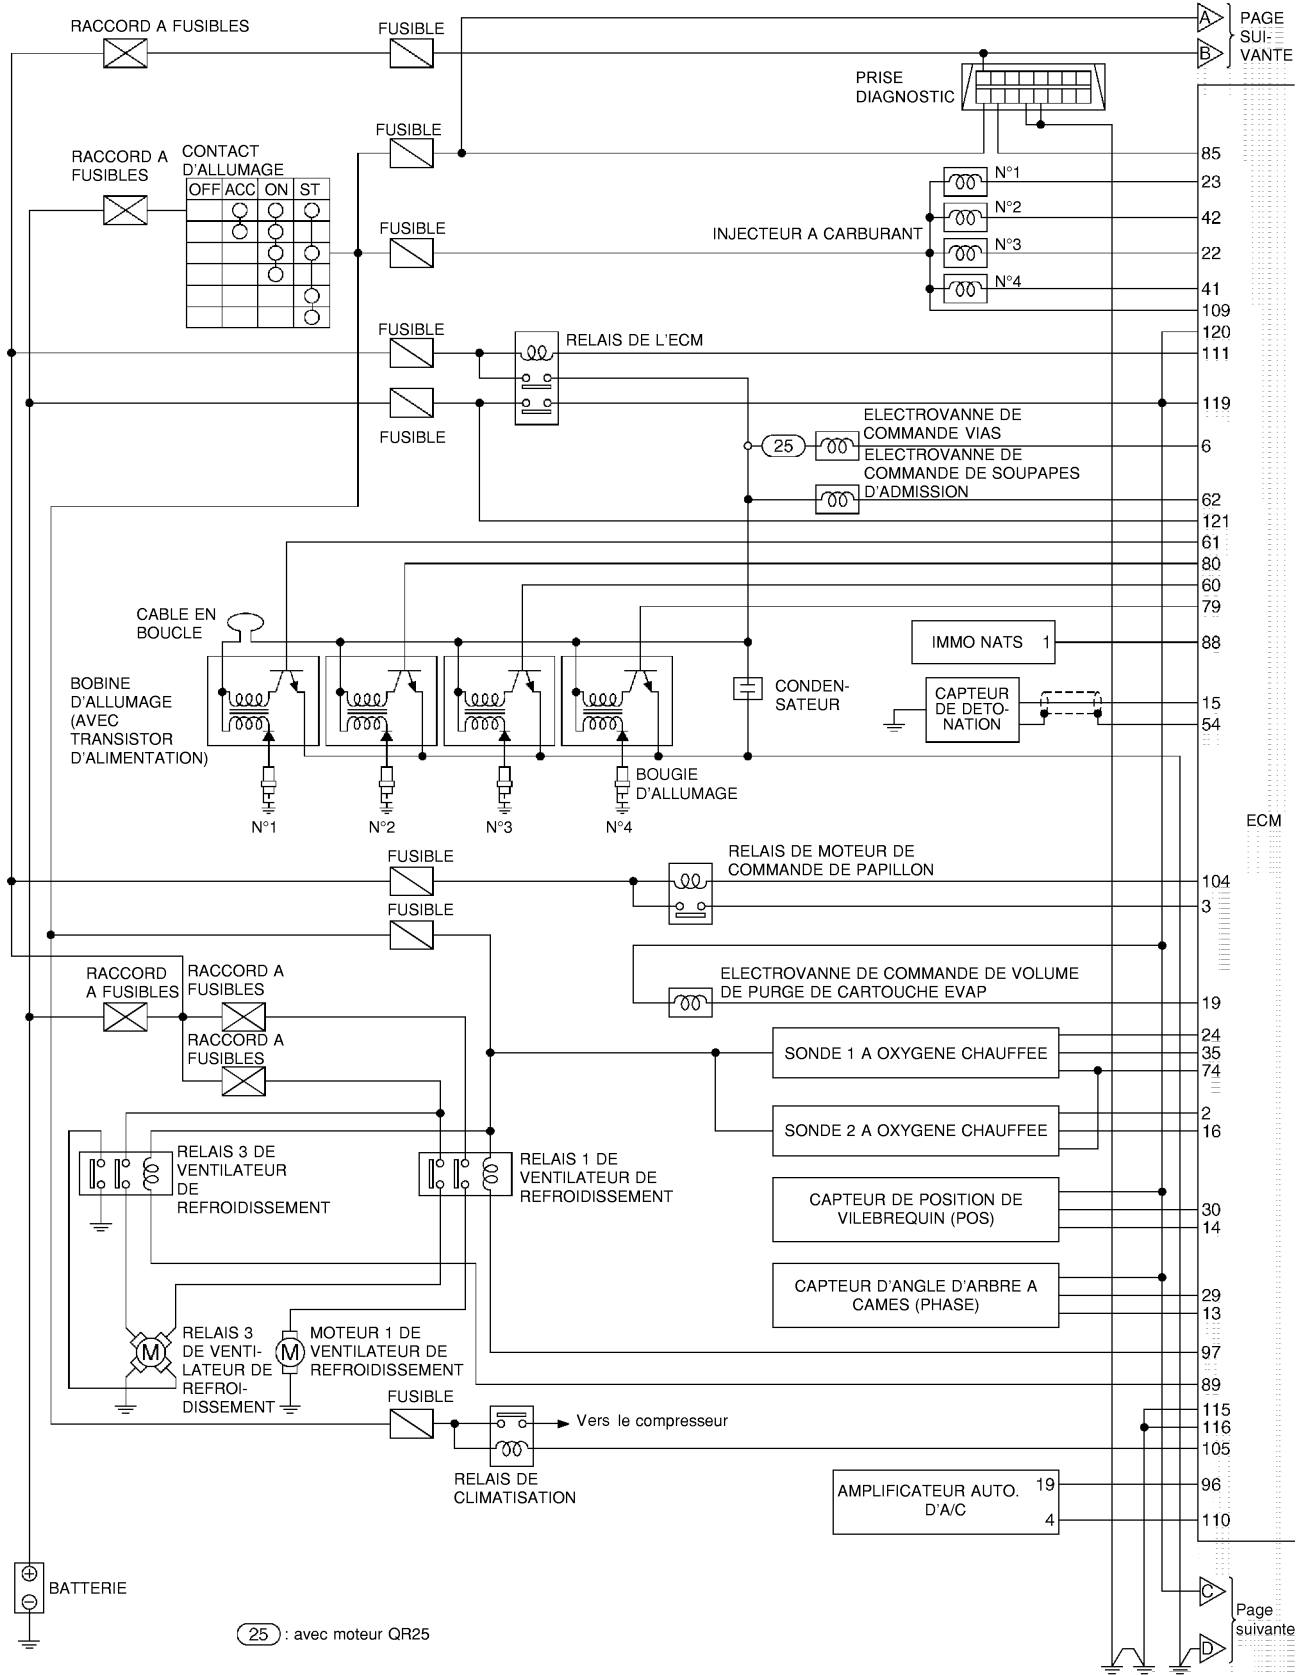 RACCORD A FUSIBLES
FUSIBLE
A
B
PAGE
SUI-
VANTE
PRISE
DIAGNOSTIC
RACCORD A
FUSIBLES
CONTACT
D'ALLUMAGE
OFF ACC ON ST
FUSIBLE
85
N°1
23
N°2
42
FUSIBLE
INJECTEUR A CARBURANT
N°3
22
N°4
41
109
120
FUSIBLE
RELAIS DE L'ECM
111
119
FUSIBLE
ELECTROVANNE DE
COMMANDE VIAS
25
6
ELECTROVANNE DE
COMMANDE DE SOUPAPES
D'ADMISSION
62
121
61
80
60
79
CABLE EN
BOUCLE
IMMO NATS 1
88
BOBINE
D'ALLUMAGE
(AVEC
TRANSISTOR
D'ALIMENTATION)
CONDEN-
SATEUR
CAPTEUR
DE DETO-
NATION
15
54
BOUGIE
D'ALLUMAGE
N°1
N°2
N°3
N°4
ECM
FUSIBLE
RELAIS DE MOTEUR DE
COMMANDE DE PAPILLON
104
3
FUSIBLE
RACCORD
A FUSIBLES
RACCORD A
FUSIBLES
ELECTROVANNE DE COMMANDE DE VOLUME
DE PURGE DE CARTOUCHE EVAP
19
RACCORD A
FUSIBLES
SONDE 1 A OXYGENE CHAUFFEE
24
35
74
SONDE 2 A OXYGENE CHAUFFEE
2
16
RELAIS 3 DE
VENTILATEUR
DE
REFROIDISSEMENT
RELAIS 1 DE
VENTILATEUR DE
REFROIDISSEMENT
CAPTEUR DE POSITION DE
VILEBREQUIN (POS)
30
14
CAPTEUR D'ANGLE D'ARBRE A
CAMES (PHASE)
29
13
M
RELAIS 3
DE VENTI-
LATEUR DE
REFROI-
DISSEMENT
M
MOTEUR 1 DE
VENTILATEUR DE
REFROIDISSEMENT
97
89
FUSIBLE
Vers le compresseur
115
116
105
RELAIS DE
CLIMATISATION
AMPLIFICATEUR AUTO.
D'A/C
19
4
96
110
BATTERIE
C
D
Page
suivante
25 : avec moteur QR25